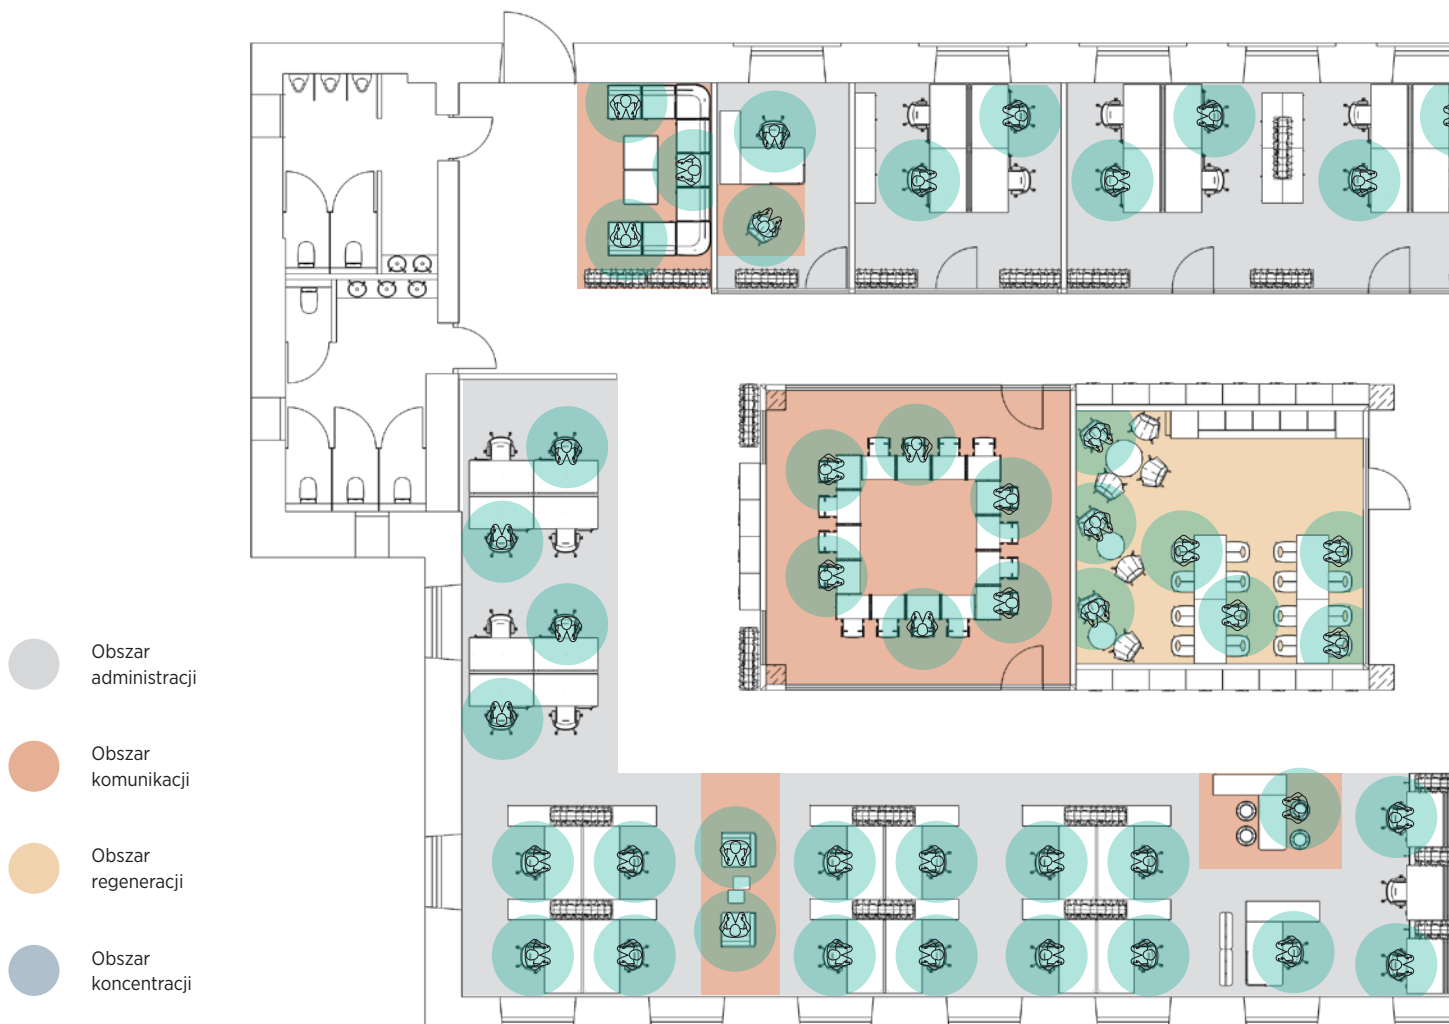 Obszar
administracji
Obszar
komunikacji
Obszar
regeneracji
Obszar
koncentracji